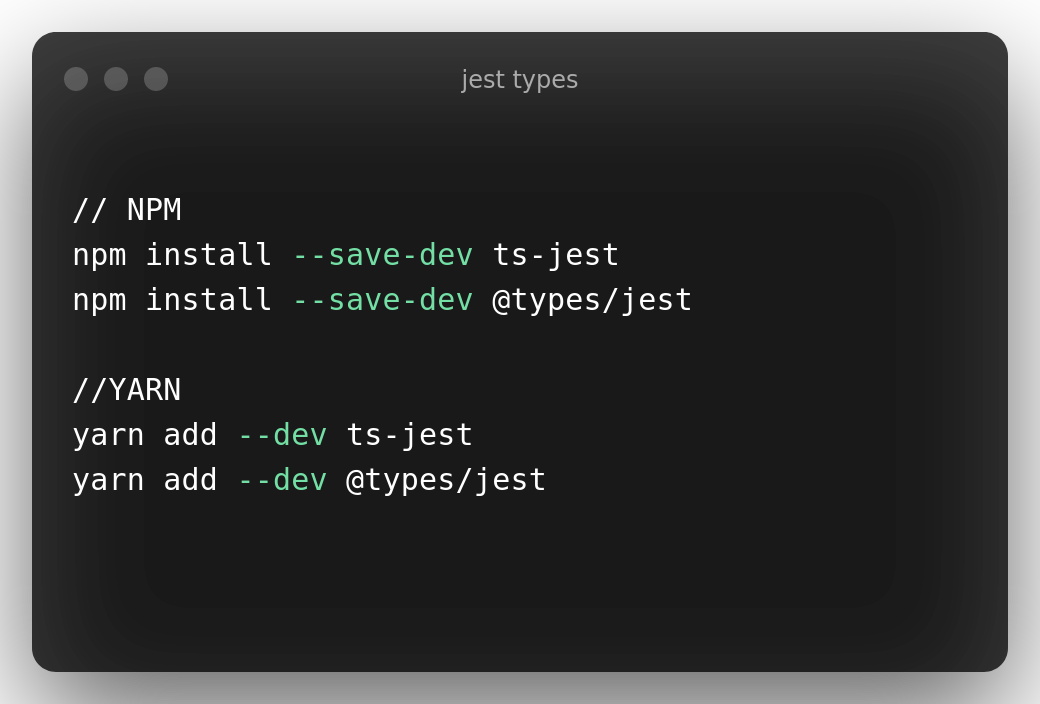 jest types
// NPM
npm install --save-dev ts-jest
npm install --save-dev @types/jest
//YARN
yarn add --dev ts-jest
yarn add --dev @types/jest